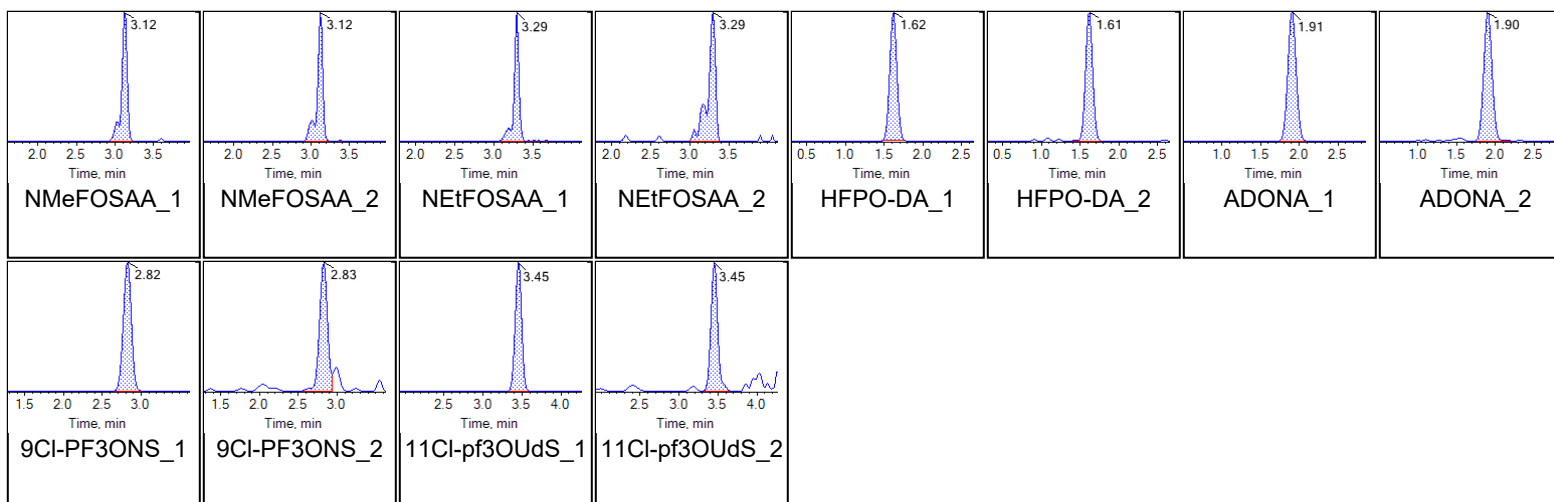 3.12 3.12 3.29 3.29 1.62 1.61 1.91 1.90
2.0 2.5 3.0 3.5 2.0 2.5 3.0 3.5 2.0 2.5 3.0 3.5 2.0 2.5 3.0 3.5 0.5 1.0 1.5 2.0 2.5 0.5 1.0 1.5 2.0 2.5 1.0 1.5 2.0 2.5 1.0 1.5 2.0 2.5
Time, min Time, min Time, min Time, min Time, min Time, min Time, min Time, min
NMeFOSAA_1 NMeFOSAA_2 NEtFOSAA_1 NEtFOSAA_2 HFPO-DA_1 HFPO-DA_2 ADONA_1 ADONA_2
2.82 2.83 3.45 3.45
1.5 2.0 2.5 3.0 1.5 2.0 2.5 3.0 2.5 3.0 3.5 4.0 2.5 3.0 3.5 4.0
Time, min Time, min Time, min Time, min
9Cl-PF3ONS_1 9Cl-PF3ONS_2 11Cl-pf3OUdS_1 11Cl-pf3OUdS_2